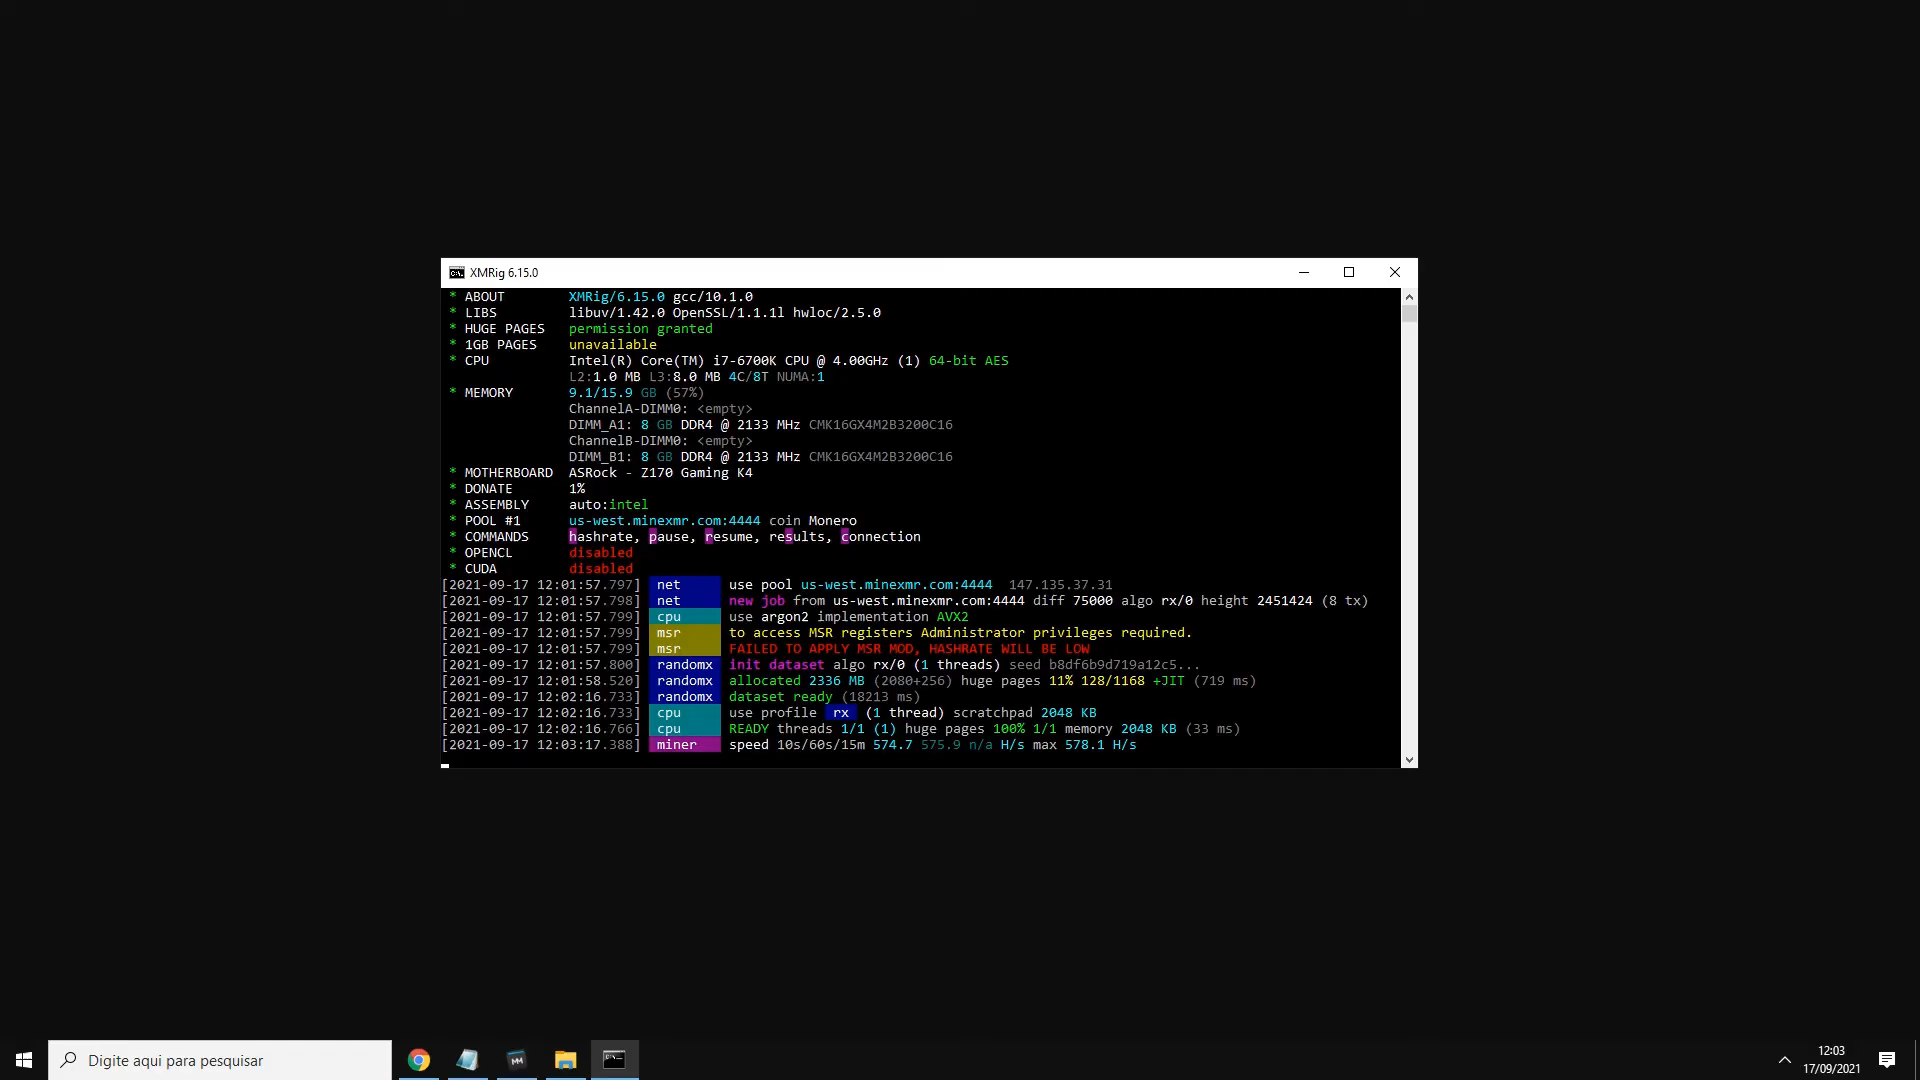 XMRig 6.15.0
* ABOUT XMRig/6.15.0 gcc/10.1.0
* LIBS libuv/1.42.0 OpenSSL/1.1.1l hwloc/2.5.0
* HUGE PAGES permission granted
* 1GB PAGES unavailable
* CPU Intel(R) Core(TM) i7-6700K CPU @ 4.00GHz (1) 64-bit AES
L2:1.0 MB L3:8.0 MB 4C/8T NUMA:1
* MEMORY 9.1/15.9 GB (57%)
ChannelA-DIMM0: <empty>
DIMM_A1: 8 GB DDR4 @ 2133 MHz CMK16GX4M2B3200C16
ChannelB-DIMM0: <empty>
DIMM_B1: 8 GB DDR4 @ 2133 MHz CMK16GX4M2B3200C16
* MOTHERBOARD ASRock - Z170 Gaming K4
* DONATE 1%
* ASSEMBLY auto:intel
* POOL #1 us-west.minexmr.com:4444 coin Monero
* COMMANDS hashrate, pause, resume, results, connection
* OPENCL disabled
* CUDA disabled
[2021-09-17 12:01:57.797] net use pool us-west.minexmr.com:4444 147.135.37.31
[2021-09-17 12:01:57.798] net new job from us-west.minexmr.com:4444 diff 75000 algo rx/0 height 2451424 (8 tx)
[2021-09-17 12:01:57.799] cpu use argon2 implementation AVX2
[2021-09-17 12:01:57.799] msr to access MSR registers Administrator privileges required.
[2021-09-17 12:01:57.799] msr FAILED TO APPLY MSR MOD, HASHRATE WILL BE LOW
[2021-09-17 12:01:57.800] randomx init dataset algo rx/0 (1 threads) seed b8df6b9d719a12c5...
[2021-09-17 12:01:58.520] randomx allocated 2336 MB (2080+256) huge pages 11% 128/1168 +JIT (719 ms)
[2021-09-17 12:02:16.733] randomx dataset ready (18213 ms)
[2021-09-17 12:02:16.733] cpu use profile rx (1 thread) scratchpad 2048 KB
[2021-09-17 12:02:16.766] cpu READY threads 1/1 (1) huge pages 100% 1/1 memory 2048 KB (33 ms)
[2021-09-17 12:03:17.388] miner speed 10s/60s/15m 574.7 575.9 n/a H/s max 578.1 H/s
Digite aqui para pesquisar
12:03
17/09/2021